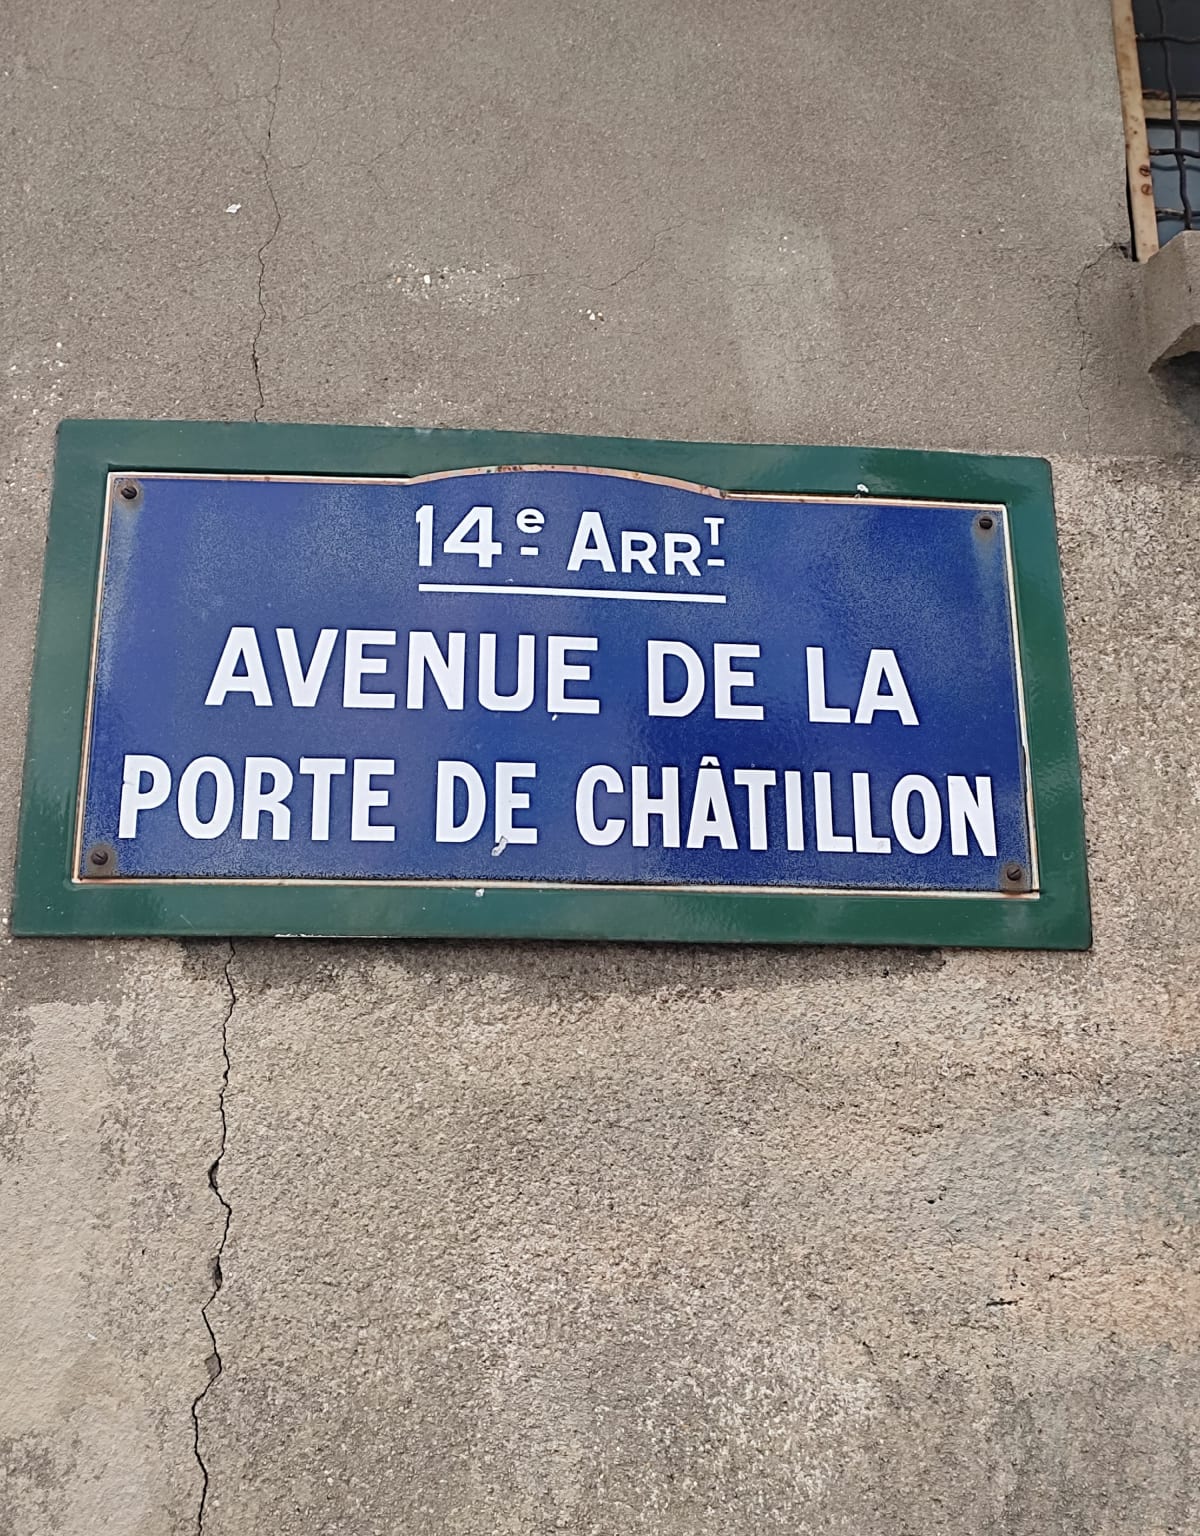 14e ARRT
AVENUE DE LA
PORTE DE CHÂTILLON